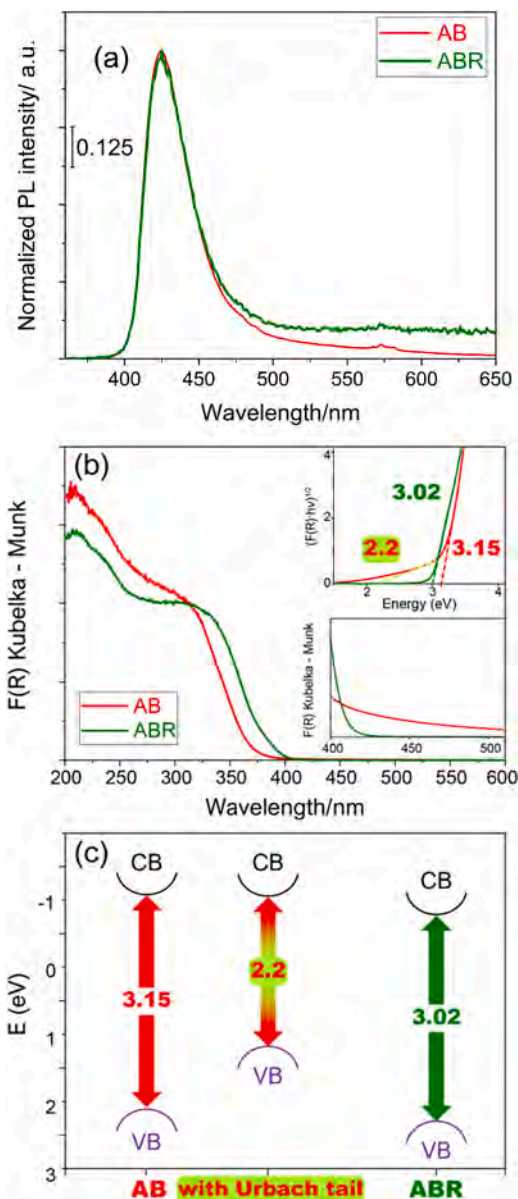 (a)
AB
ABR
0.125
Normalized PL intensity/ a.u.
400 450 500 550 600 650
Wavelength/nm
(b)
F(R) Kubelka - Munk
AB
ABR
200 250 300 350 400 450 500 550 600
Wavelength/nm
(F(R)·hν)^1/2
4
2
0
3.02
2.2
3.15
2 3 4
Energy (eV)
F(R) Kubelka - Munk
400 450 500
(c)
E (eV)
-1
0
1
2
3
CB CB CB
3.15 2.2 3.02
VB VB VB
AB with Urbach tail ABR